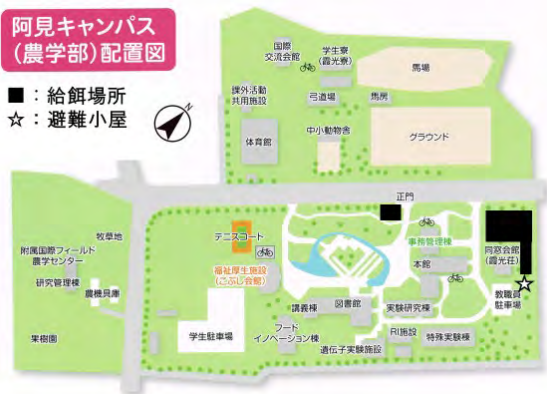 阿見キャンパス
(農学部)配置図
■：給餌場所
☆：避難小屋
N
国際
交流会館
学生寮
(霞光寮)
馬場
課外活動
共用施設
弓道場
馬房
体育館
中小動物舎
グラウンド
正門
牧草地
テニスコート
事務管理棟
同窓会館
(霞光荘)
附属国際フィールド
農学センター
福祉厚生施設
(こぶし会館)
本館
研究管理棟
農機具庫
講義棟
図書館
実験研究棟
教職員
駐車場
果樹園
学生駐車場
フード
イノベーション棟
RI施設
特殊実験棟
遺伝子実験施設